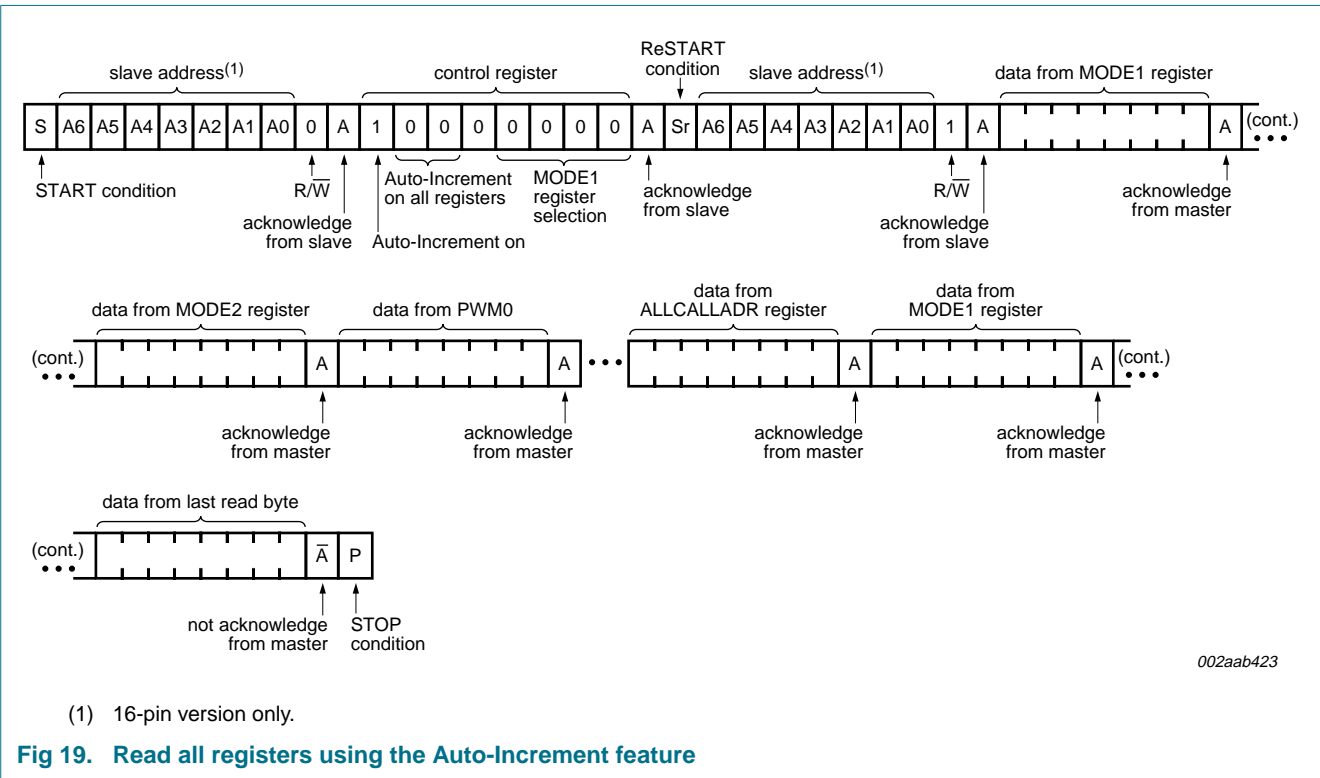 ReSTART
condition
slave address(1)
control register
slave address(1)
data from MODE1 register
S A6 A5 A4 A3 A2 A1 A0 0 A 1 0 0 0 0 0 0 0 A Sr A6 A5 A4 A3 A2 A1 A0 1 A A (cont.)
START condition
R/W̅
acknowledge
from slave
Auto-Increment
on all registers
Auto-Increment on
MODE1
register
selection
acknowledge
from slave
R/W̅
acknowledge
from slave
acknowledge
from master
data from MODE2 register
data from PWM0
data from
ALLCALLADR register
data from
MODE1 register
(cont.) A A A A (cont.)
acknowledge
from master
acknowledge
from master
acknowledge
from master
acknowledge
from master
data from last read byte
(cont.) A̅ P
not acknowledge
from master
STOP
condition
002aab423
(1) 16-pin version only.
Fig 19. Read all registers using the Auto-Increment feature